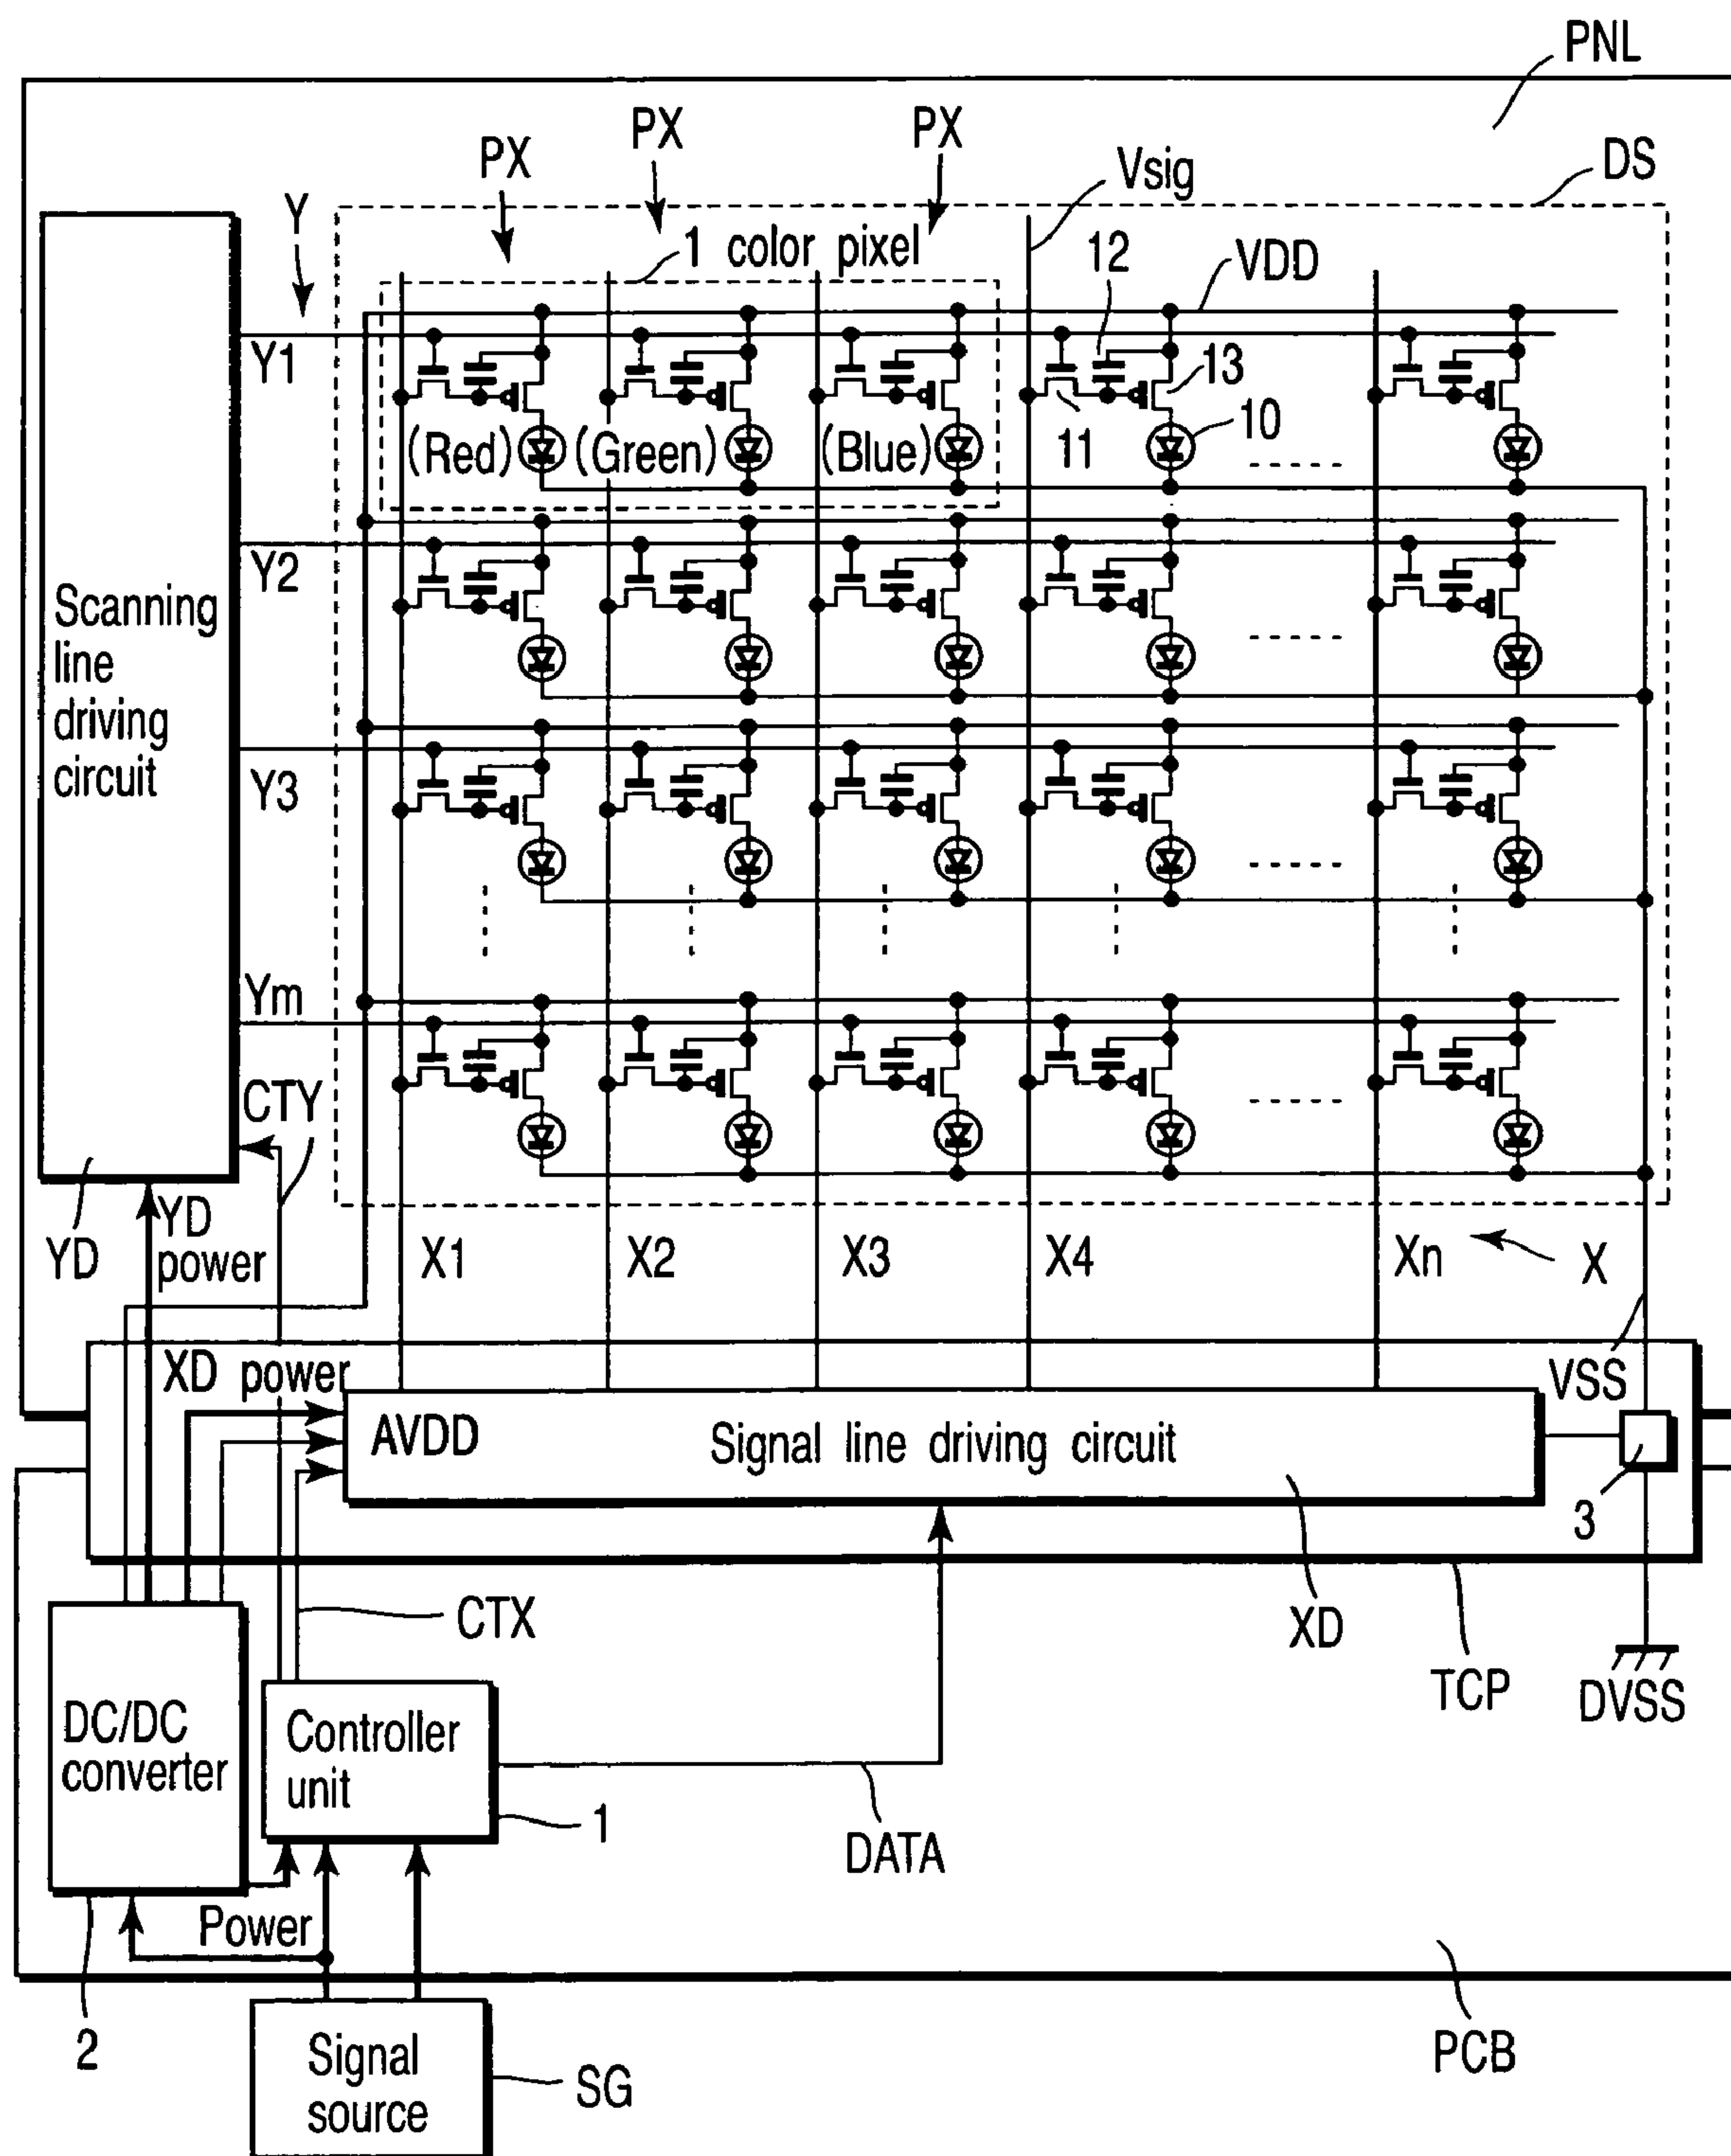 PNL
PX
PX
PX
Vsig
DS
Y
1 color pixel
12
VDD
Y1
13
10
(Red)
(Green)
(Blue)
11
Y2
Scanning
line
driving
circuit
Y3
Ym
CTY
YD
YD
power
X1
X2
X3
X4
Xn
X
XD power
VSS
AVDD
Signal line driving circuit
3
CTX
XD
TCP
DVSS
DC/DC
converter
Controller
unit
1
DATA
Power
2
PCB
Signal
source
SG